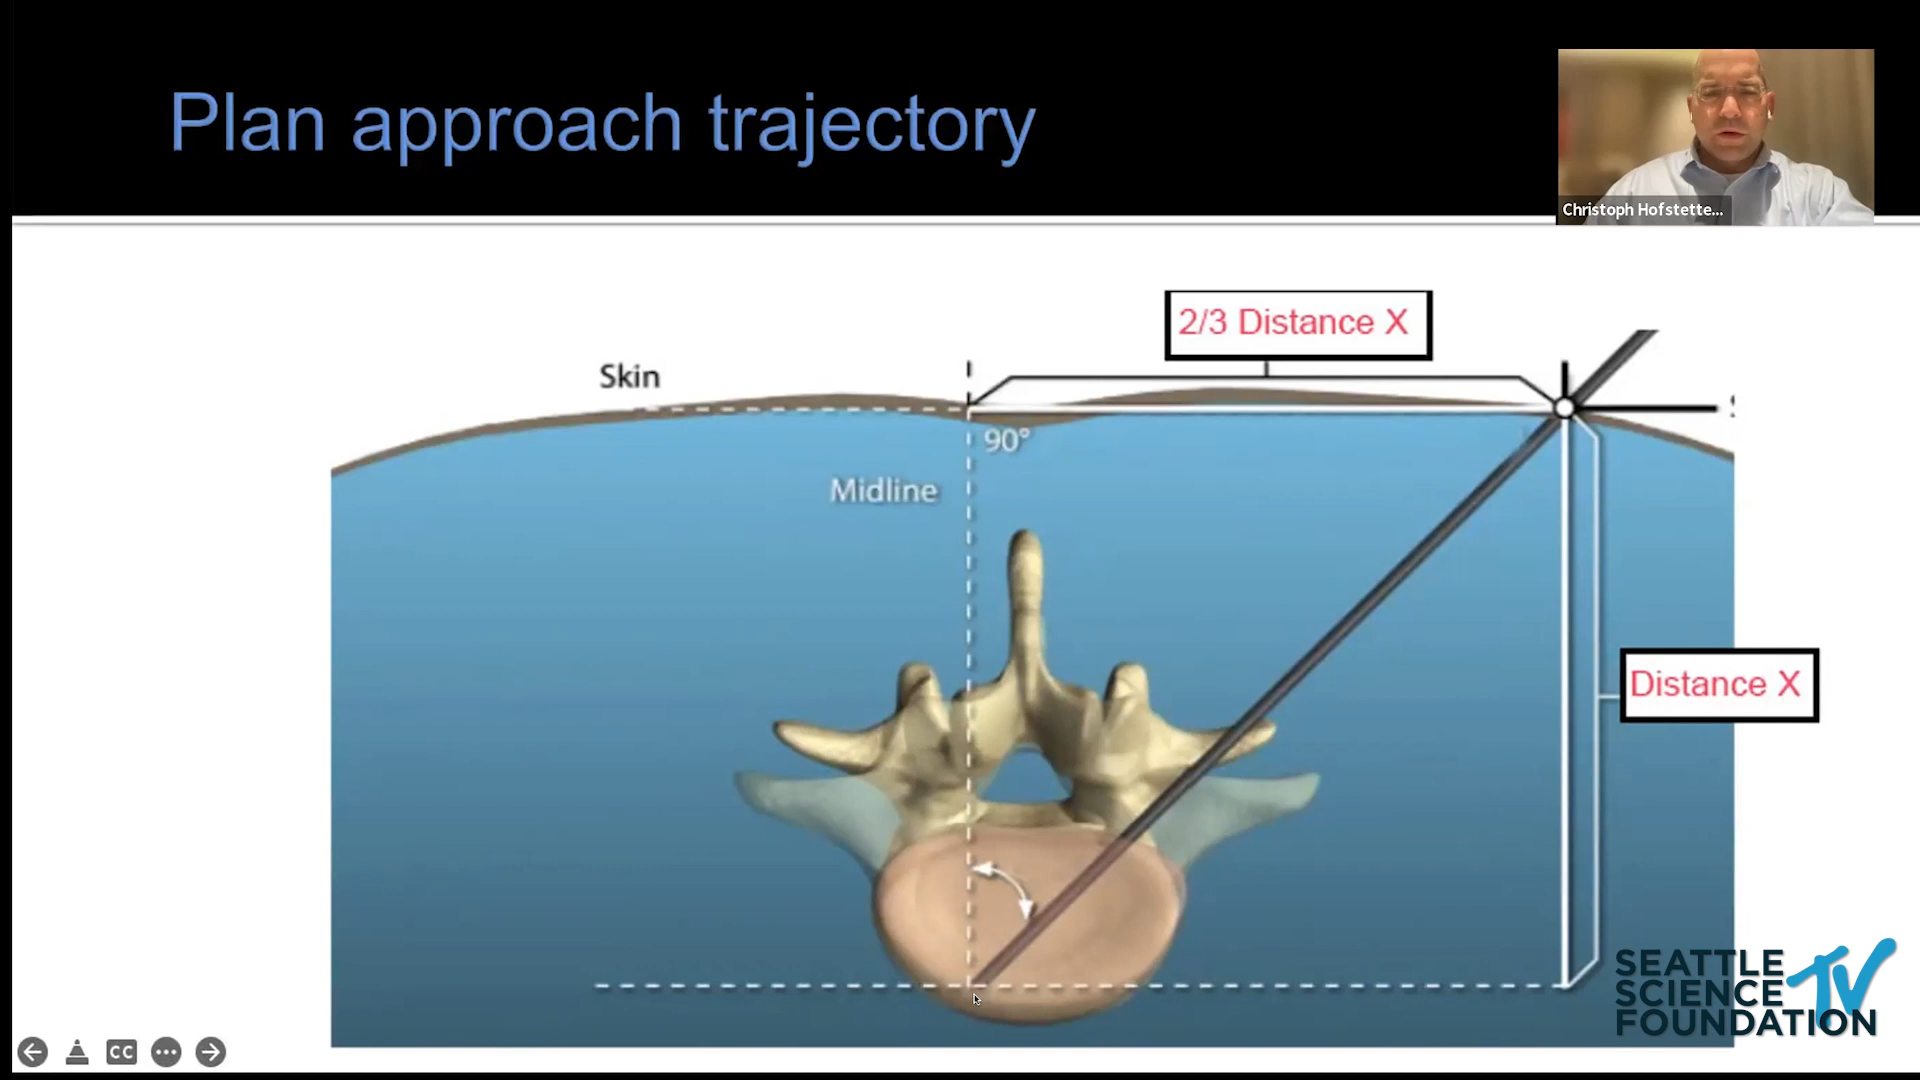 Plan approach trajectory
Christoph Hofstette...
2/3 Distance X
Skin
90°
Midline
Distance X
SEATTLE
SCIENCE
FOUNDATION
TV
CC